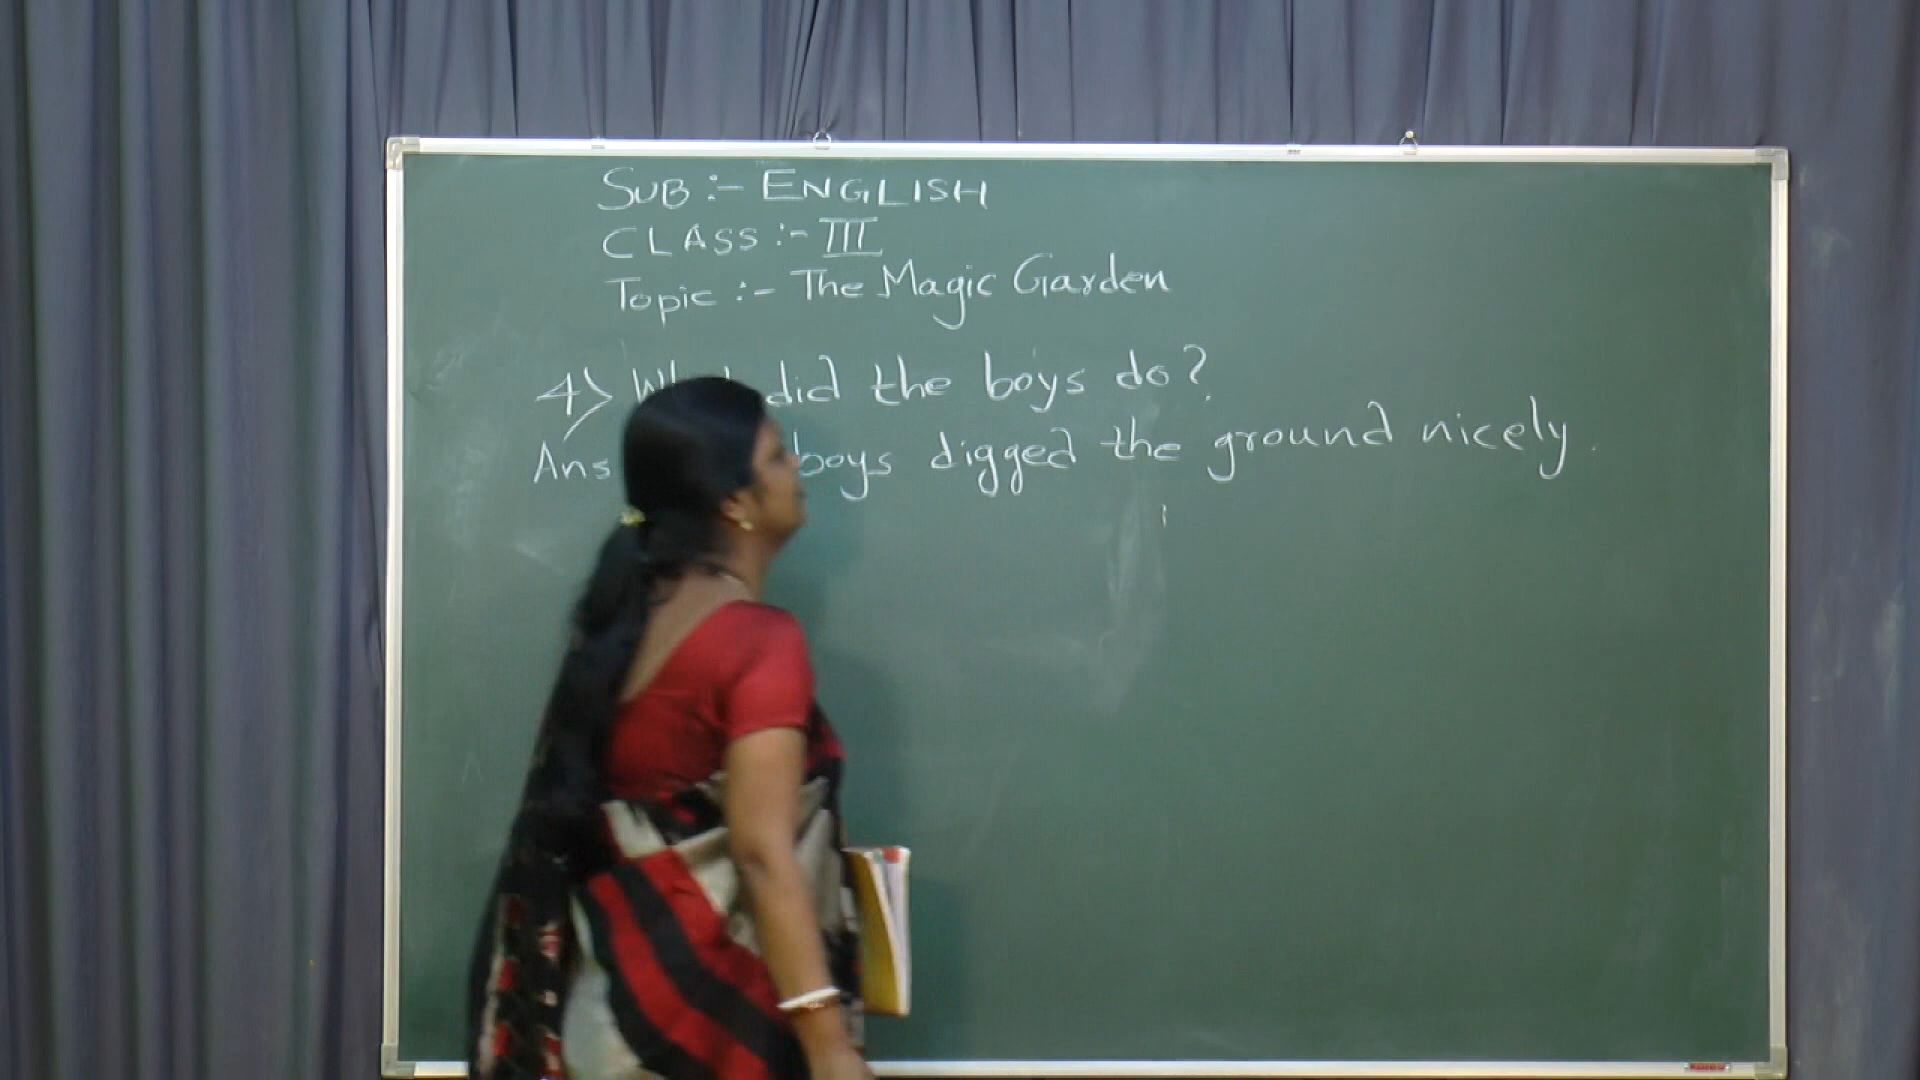 SUB :- ENGLISH
CLASS :- III
Topic :- The Magic Garden
4) What did the boys do?
Ans boys digged the ground nicely.